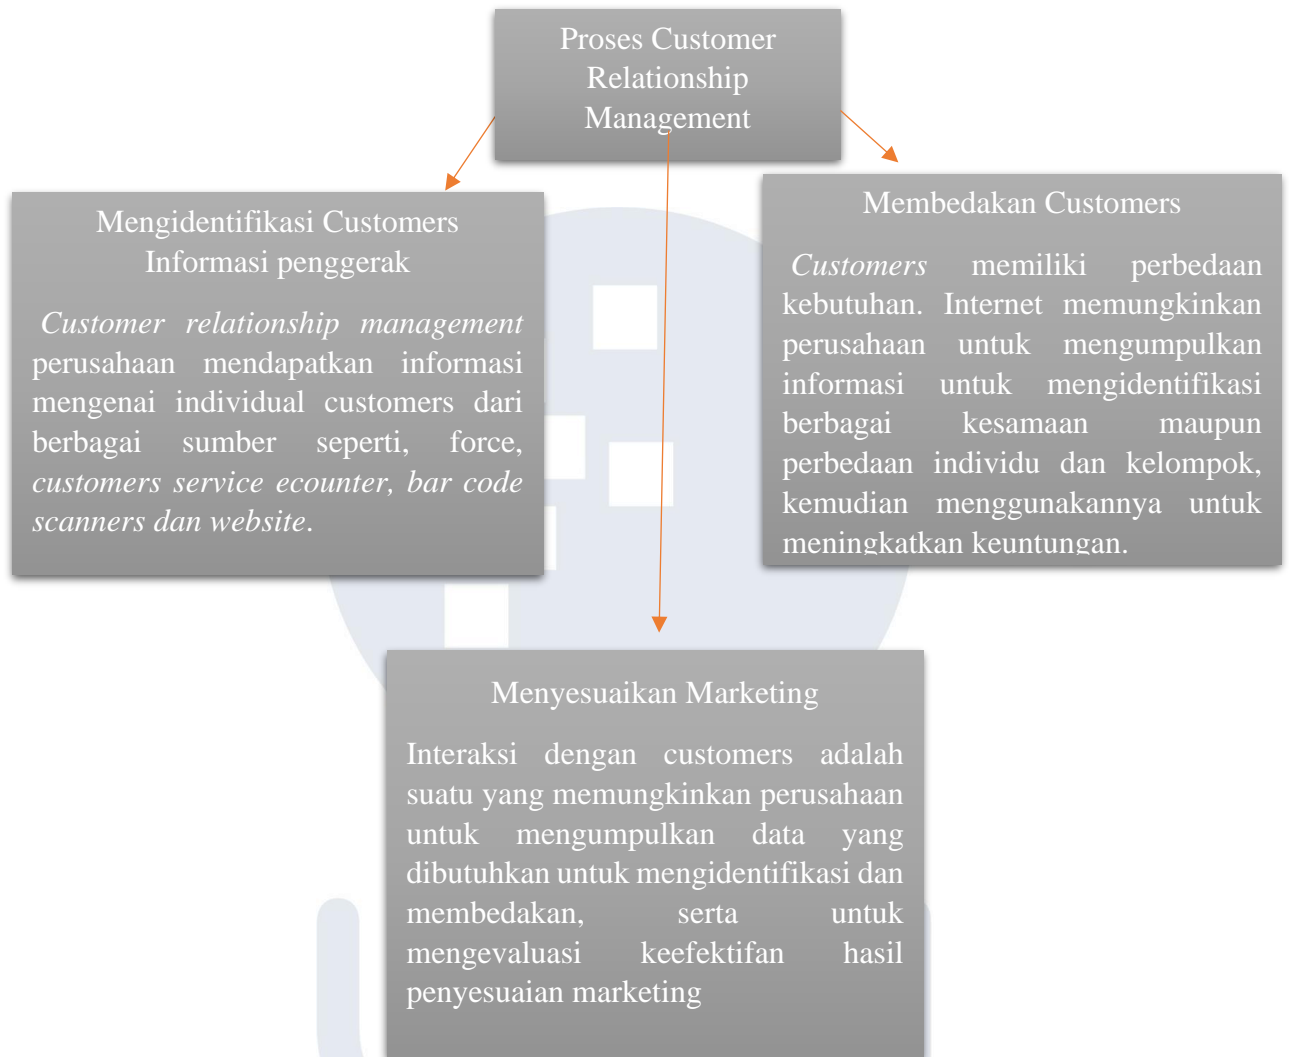 Proses Customer
Relationship
Management
Mengidentifikasi Customers
Informasi penggerak
Customer relationship management
perusahaan mendapatkan informasi
mengenai individual customers dari
berbagai sumber seperti, force,
customers service ecounter, bar code
scanners dan website.
Membedakan Customers
Customers memiliki perbedaan
kebutuhan. Internet memungkinkan
perusahaan untuk mengumpulkan
informasi untuk mengidentifikasi
berbagai kesamaan maupun
perbedaan individu dan kelompok,
kemudian menggunakannya untuk
meningkatkan keuntungan.
Menyesuaikan Marketing
Interaksi dengan customers adalah
suatu yang memungkinkan perusahaan
untuk mengumpulkan data yang
dibutuhkan untuk mengidentifikasi dan
membedakan, serta untuk
mengevaluasi keefektifan hasil
penyesuaian marketing